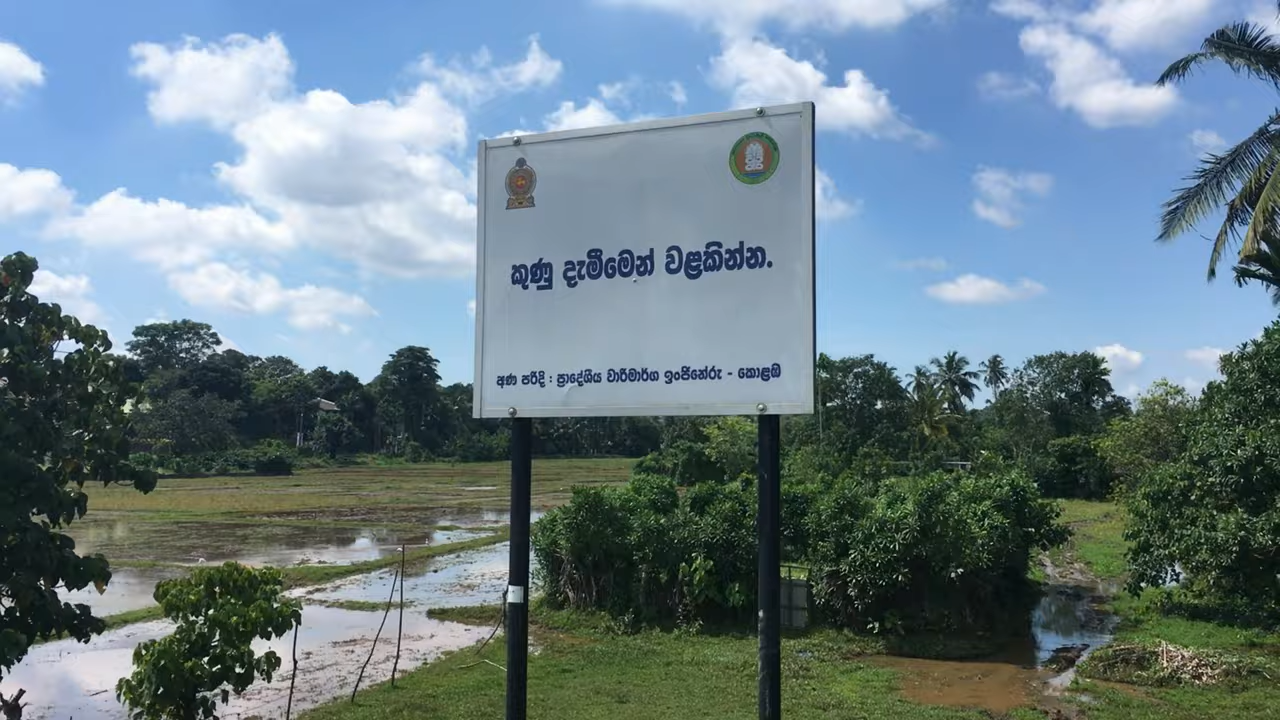 කුණු දැමීමෙන් වළකින්න.
අණ පරිදි : ප්‍රාදේශීය වාරිමාර්ග ඉංජිනේරු - කොළඹ